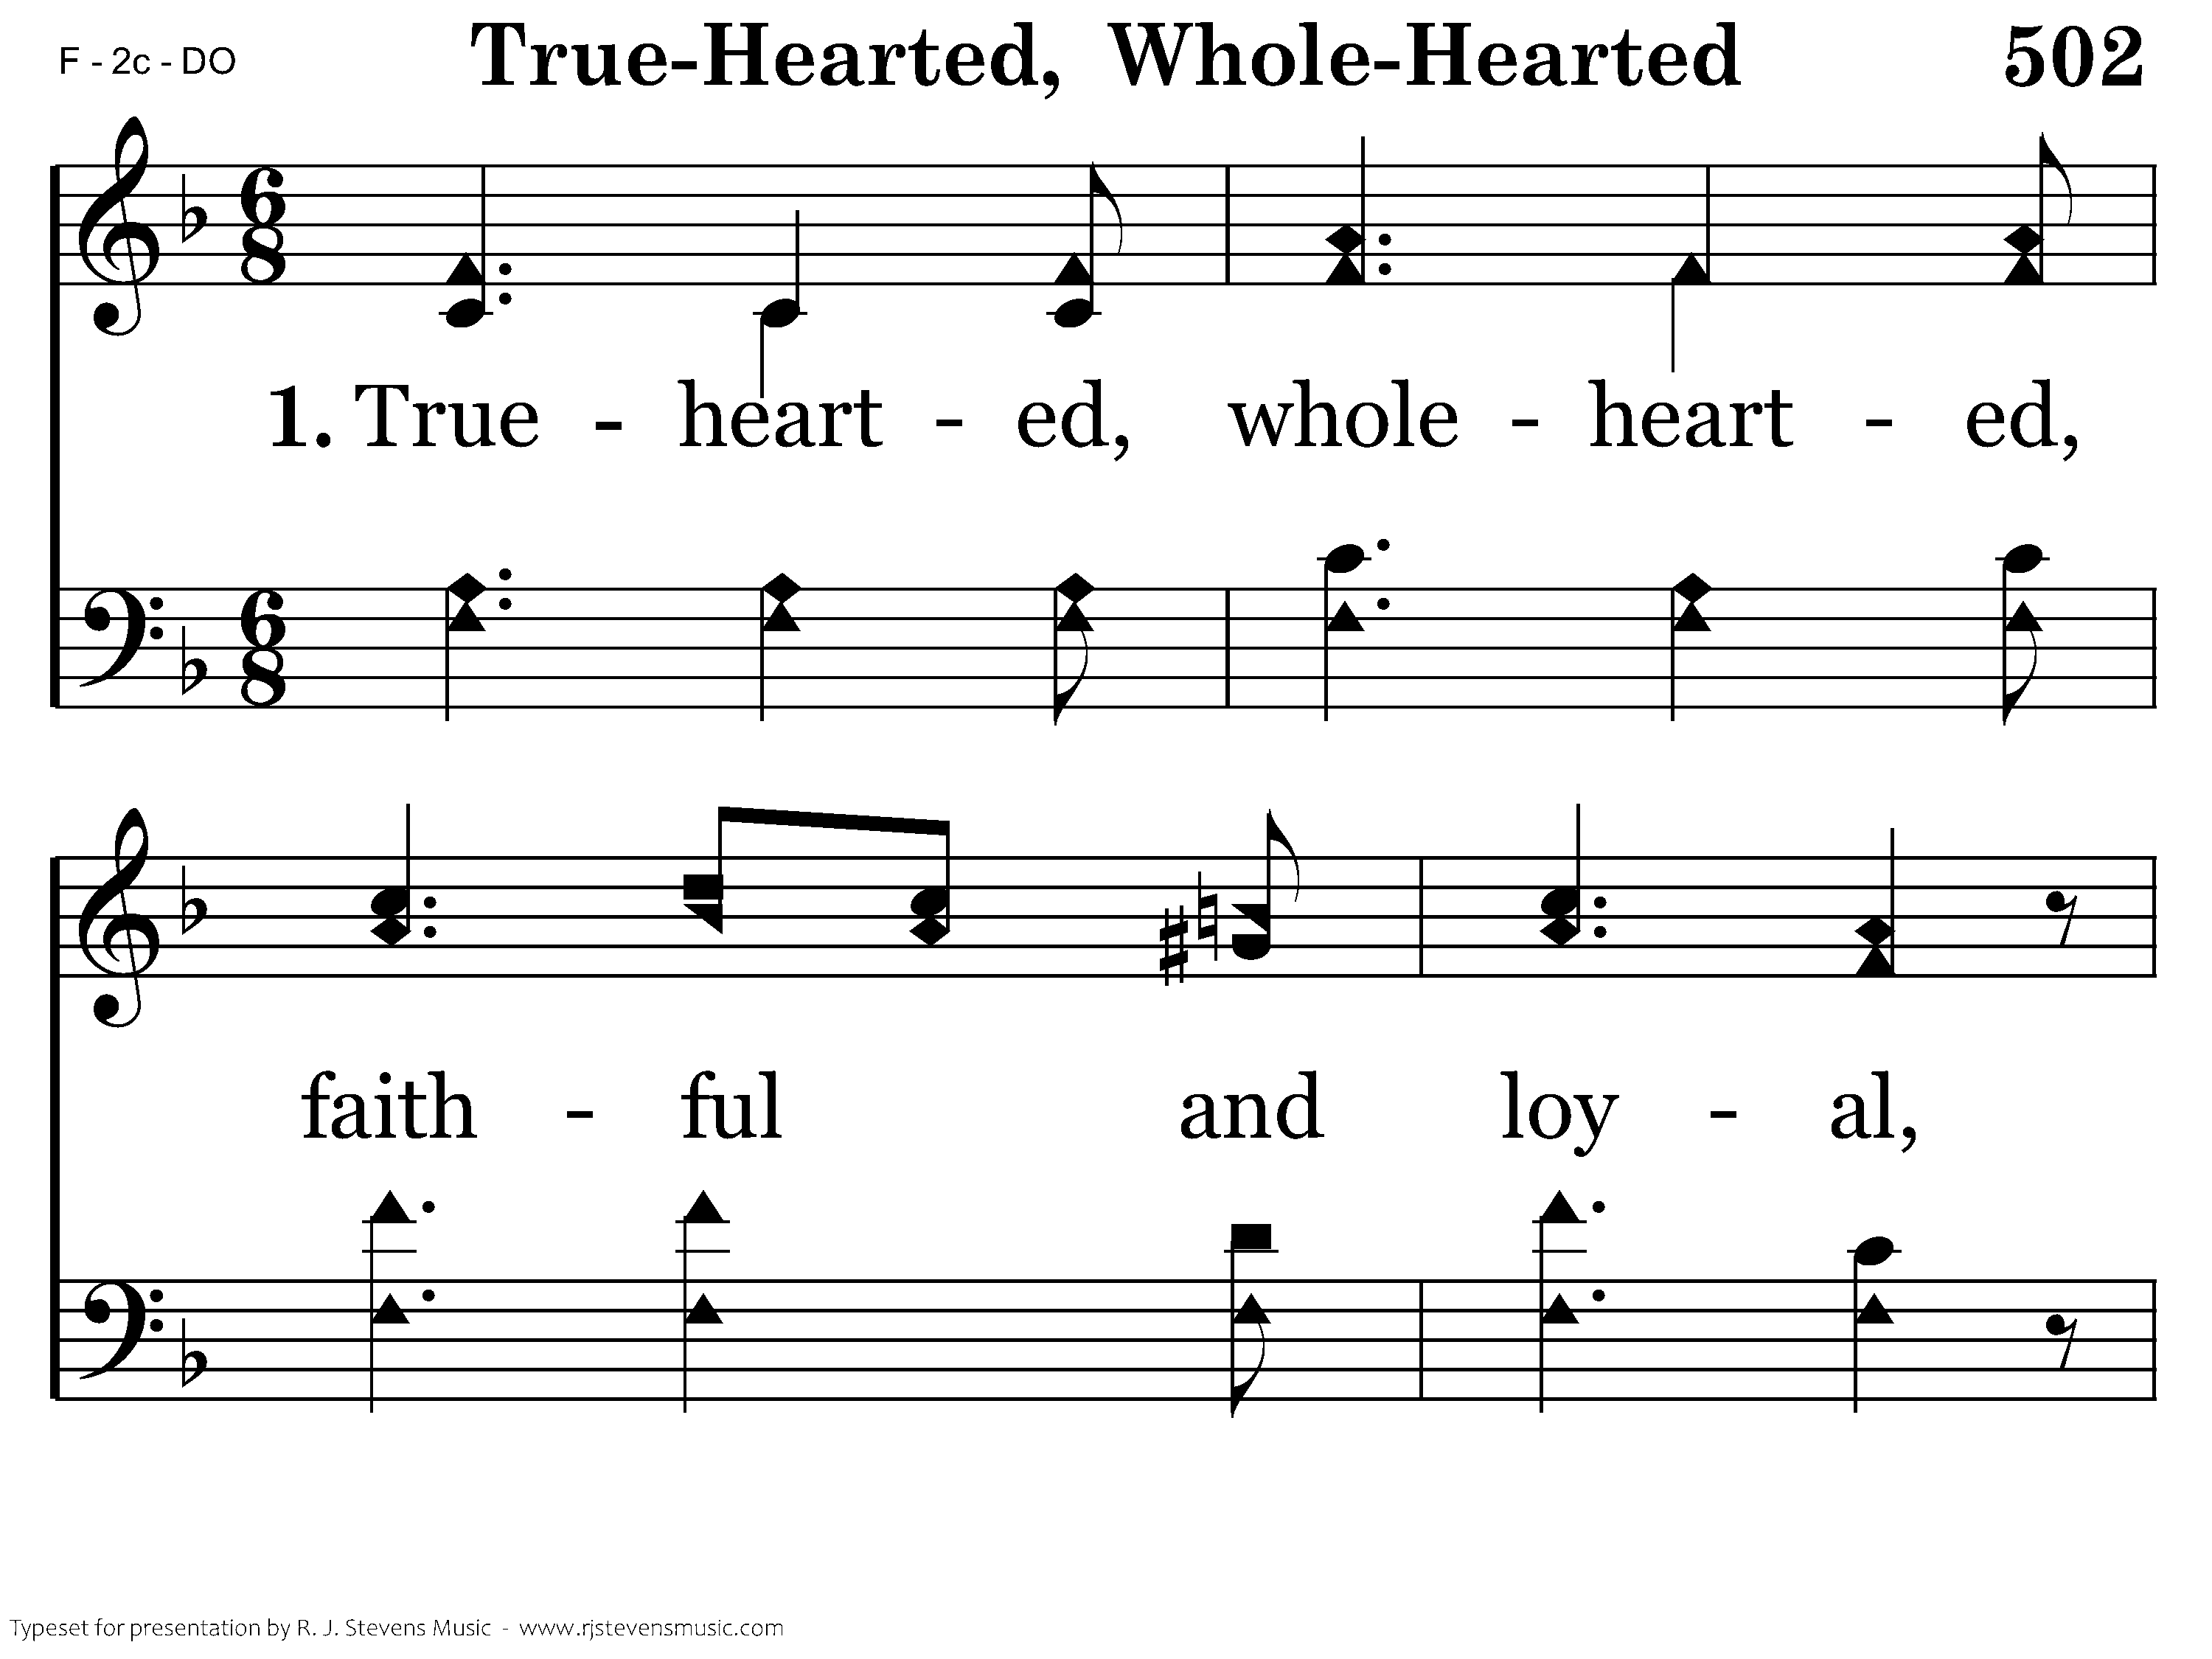 F - 2c - DO True-Hearted, Whole-Hearted 502
1. True - heart - ed, whole - heart - ed,
faith - ful and loy - al,
Typeset for presentation by R. J. Stevens Music - www.rjstevensmusic.com